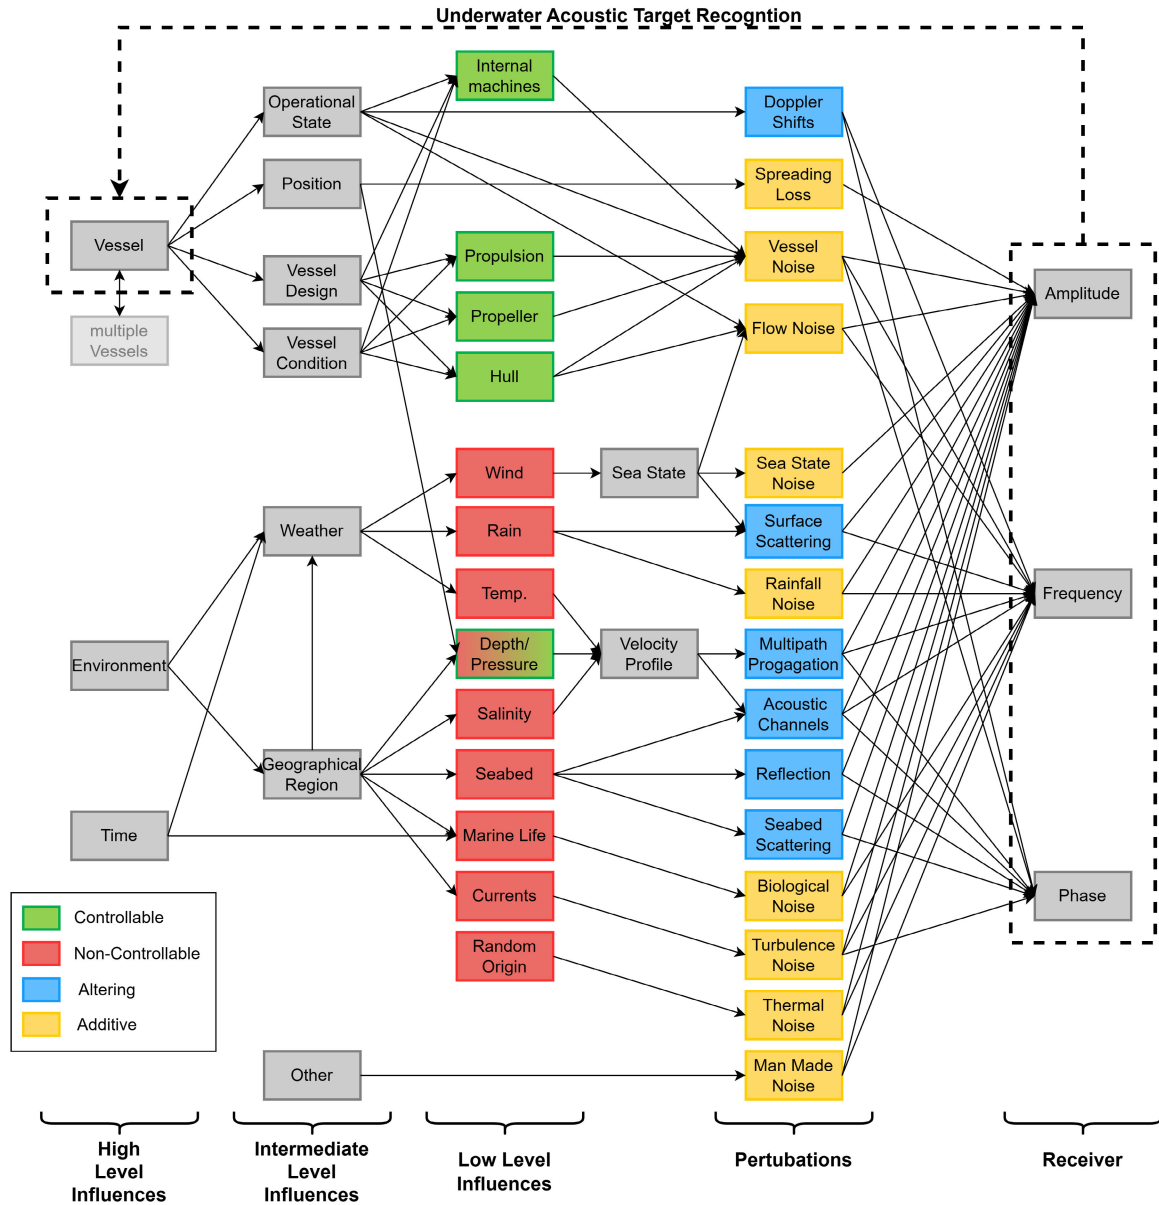 Underwater Acoustic Target Recogntion
Vessel
multiple
Vessels
Environment
Time
Operational
State
Position
Vessel
Design
Vessel
Condition
Weather
Geographical
Region
Other
Internal
machines
Propulsion
Propeller
Hull
Wind
Rain
Temp.
Depth/
Pressure
Salinity
Seabed
Marine Life
Currents
Random
Origin
Sea State
Velocity
Profile
Doppler
Shifts
Spreading
Loss
Vessel
Noise
Flow Noise
Sea State
Noise
Surface
Scattering
Rainfall
Noise
Multipath
Progagation
Acoustic
Channels
Reflection
Seabed
Scattering
Biological
Noise
Turbulence
Noise
Thermal
Noise
Man Made
Noise
Amplitude
Frequency
Phase
Controllable
Non-Controllable
Altering
Additive
High
Level
Influences
Intermediate
Level
Influences
Low Level
Influences
Pertubations
Receiver